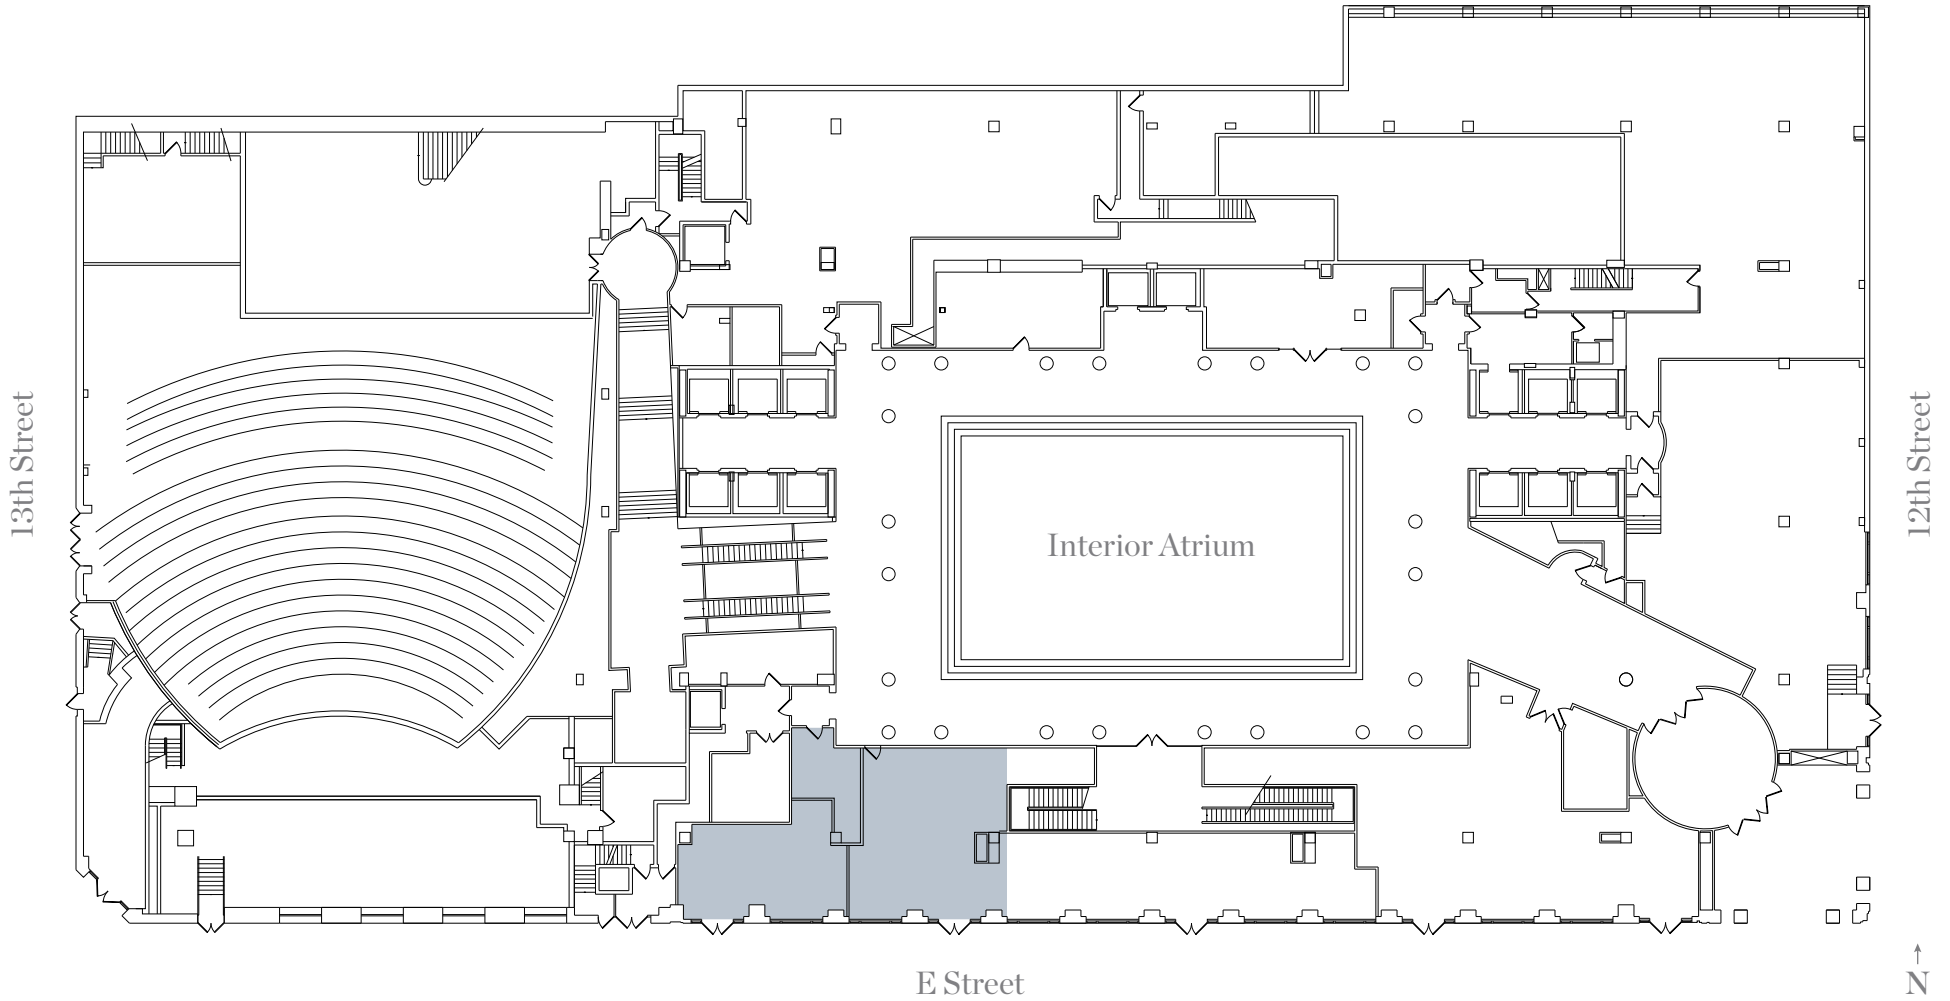 13th Street
Interior Atrium
12th Street
E Street
N